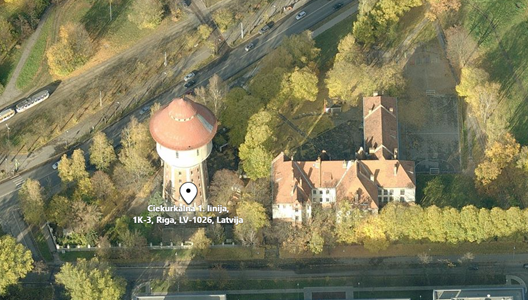 Ciekurkalna 1. līnija,
1K-3, Rīga, LV-1026, Latvija